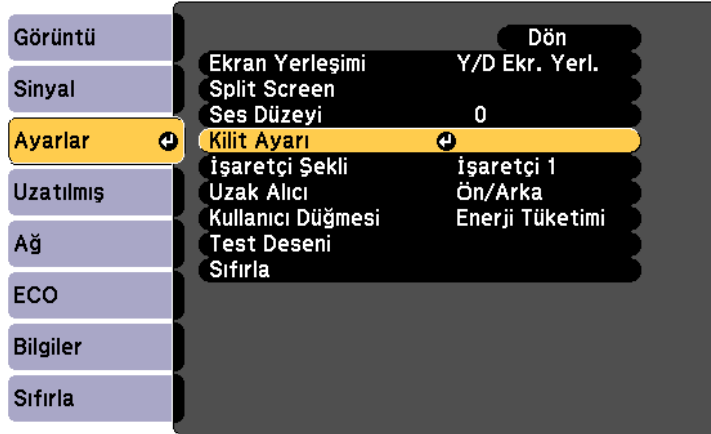 Görüntü
Sinyal
Ayarlar
Uzatılmış
Ağ
ECO
Bilgiler
Sıfırla
Dön
Ekran Yerleşimi Y/D Ekr. Yerl.
Split Screen
Ses Düzeyi 0
Kilit Ayarı
İşaretçi Şekli İşaretçi 1
Uzak Alıcı Ön/Arka
Kullanıcı Düğmesi Enerji Tüketimi
Test Deseni
Sıfırla